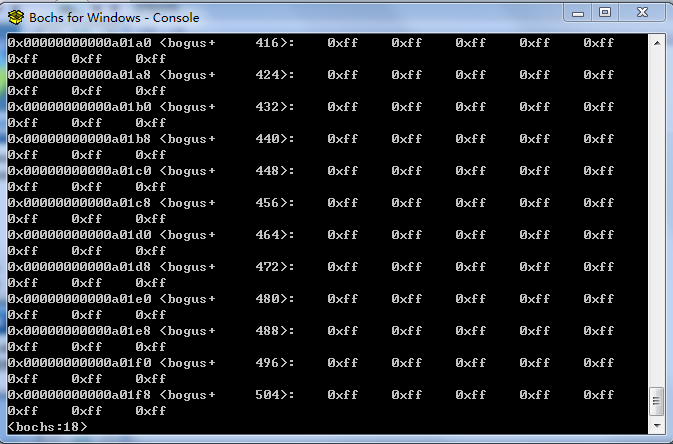 Bochs for Windows - Console
0x00000000000a01a0 <bogus+     416>:    0xff    0xff    0xff    0xff    0xff
0xff    0xff    0xff
0x00000000000a01a8 <bogus+     424>:    0xff    0xff    0xff    0xff    0xff
0xff    0xff    0xff
0x00000000000a01b0 <bogus+     432>:    0xff    0xff    0xff    0xff    0xff
0xff    0xff    0xff
0x00000000000a01b8 <bogus+     440>:    0xff    0xff    0xff    0xff    0xff
0xff    0xff    0xff
0x00000000000a01c0 <bogus+     448>:    0xff    0xff    0xff    0xff    0xff
0xff    0xff    0xff
0x00000000000a01c8 <bogus+     456>:    0xff    0xff    0xff    0xff    0xff
0xff    0xff    0xff
0x00000000000a01d0 <bogus+     464>:    0xff    0xff    0xff    0xff    0xff
0xff    0xff    0xff
0x00000000000a01d8 <bogus+     472>:    0xff    0xff    0xff    0xff    0xff
0xff    0xff    0xff
0x00000000000a01e0 <bogus+     480>:    0xff    0xff    0xff    0xff    0xff
0xff    0xff    0xff
0x00000000000a01e8 <bogus+     488>:    0xff    0xff    0xff    0xff    0xff
0xff    0xff    0xff
0x00000000000a01f0 <bogus+     496>:    0xff    0xff    0xff    0xff    0xff
0xff    0xff    0xff
0x00000000000a01f8 <bogus+     504>:    0xff    0xff    0xff    0xff    0xff
0xff    0xff    0xff
<bochs:18>